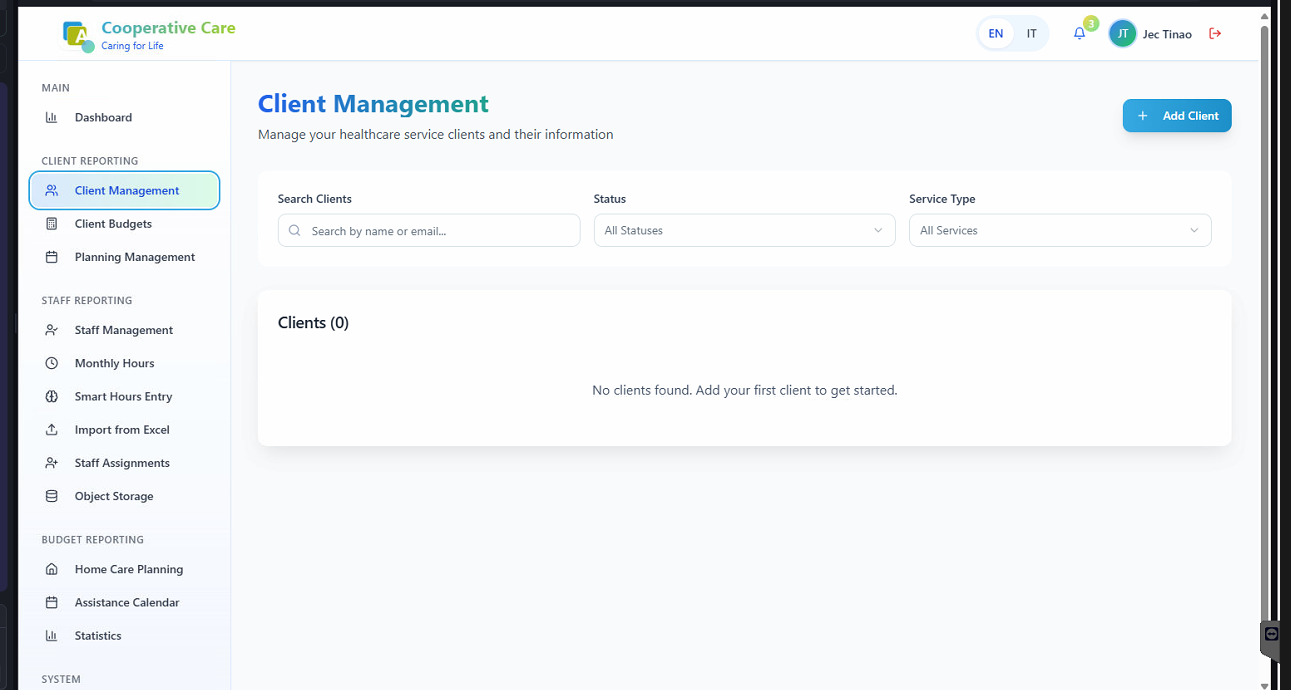 A
Cooperative Care
Caring for Life
EN IT
3
JT
Jec Tinao
MAIN
Dashboard
CLIENT REPORTING
Client Management
Client Budgets
Planning Management
STAFF REPORTING
Staff Management
Monthly Hours
Smart Hours Entry
Import from Excel
Staff Assignments
Object Storage
BUDGET REPORTING
Home Care Planning
Assistance Calendar
Statistics
SYSTEM
Client Management
Manage your healthcare service clients and their information
+ Add Client
Search Clients
Search by name or email...
Status
All Statuses
Service Type
All Services
Clients (0)
No clients found. Add your first client to get started.